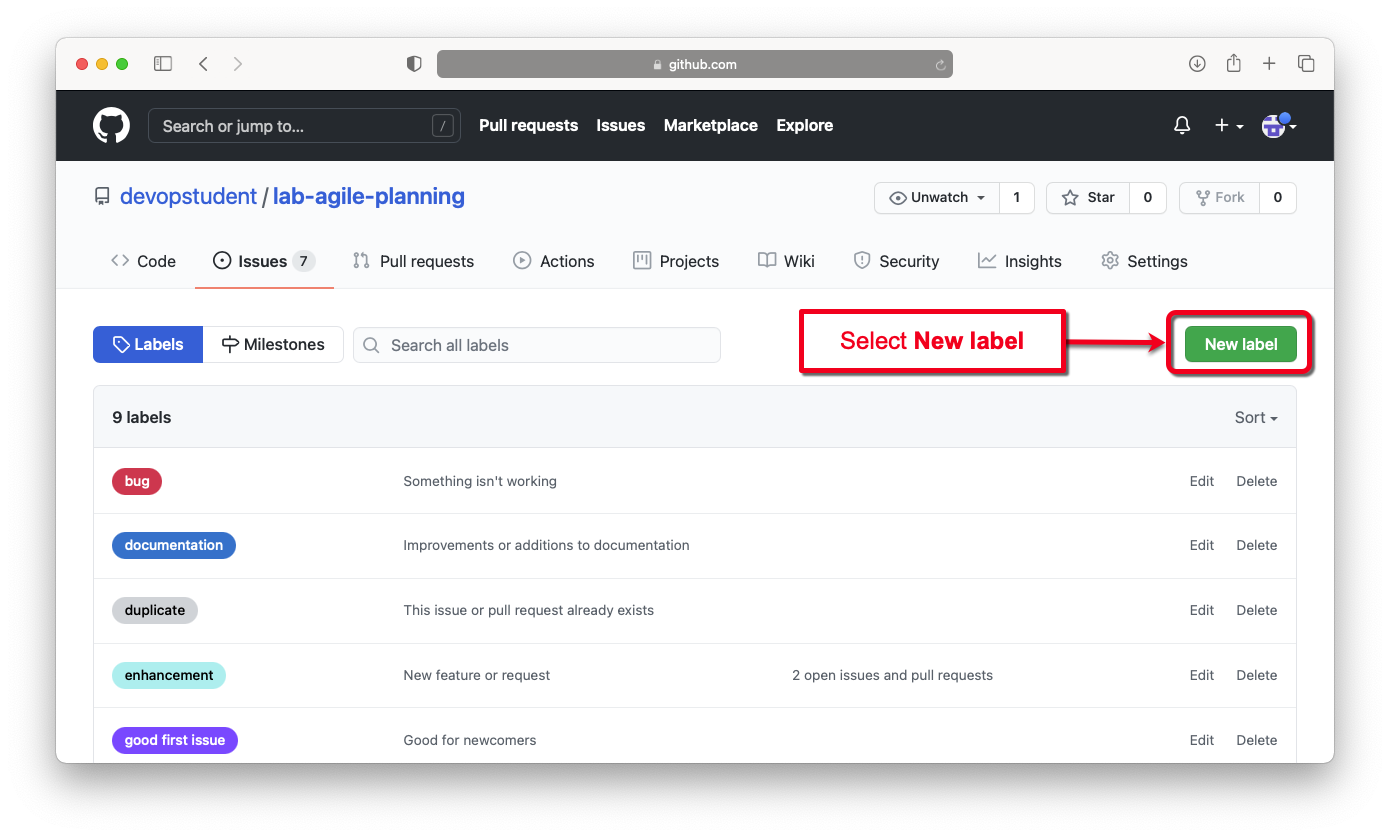 github.com
Search or jump to...
/
Pull requests
Issues
Marketplace
Explore
devopstudent / lab-agile-planning
Unwatch 1
Star 0
Fork 0
Code
Issues 7
Pull requests
Actions
Projects
Wiki
Security
Insights
Settings
Labels
Milestones
Search all labels
Select New label
New label
9 labels
Sort
bug Something isn't working Edit Delete
documentation Improvements or additions to documentation Edit Delete
duplicate This issue or pull request already exists Edit Delete
enhancement New feature or request 2 open issues and pull requests Edit Delete
good first issue Good for newcomers Edit Delete